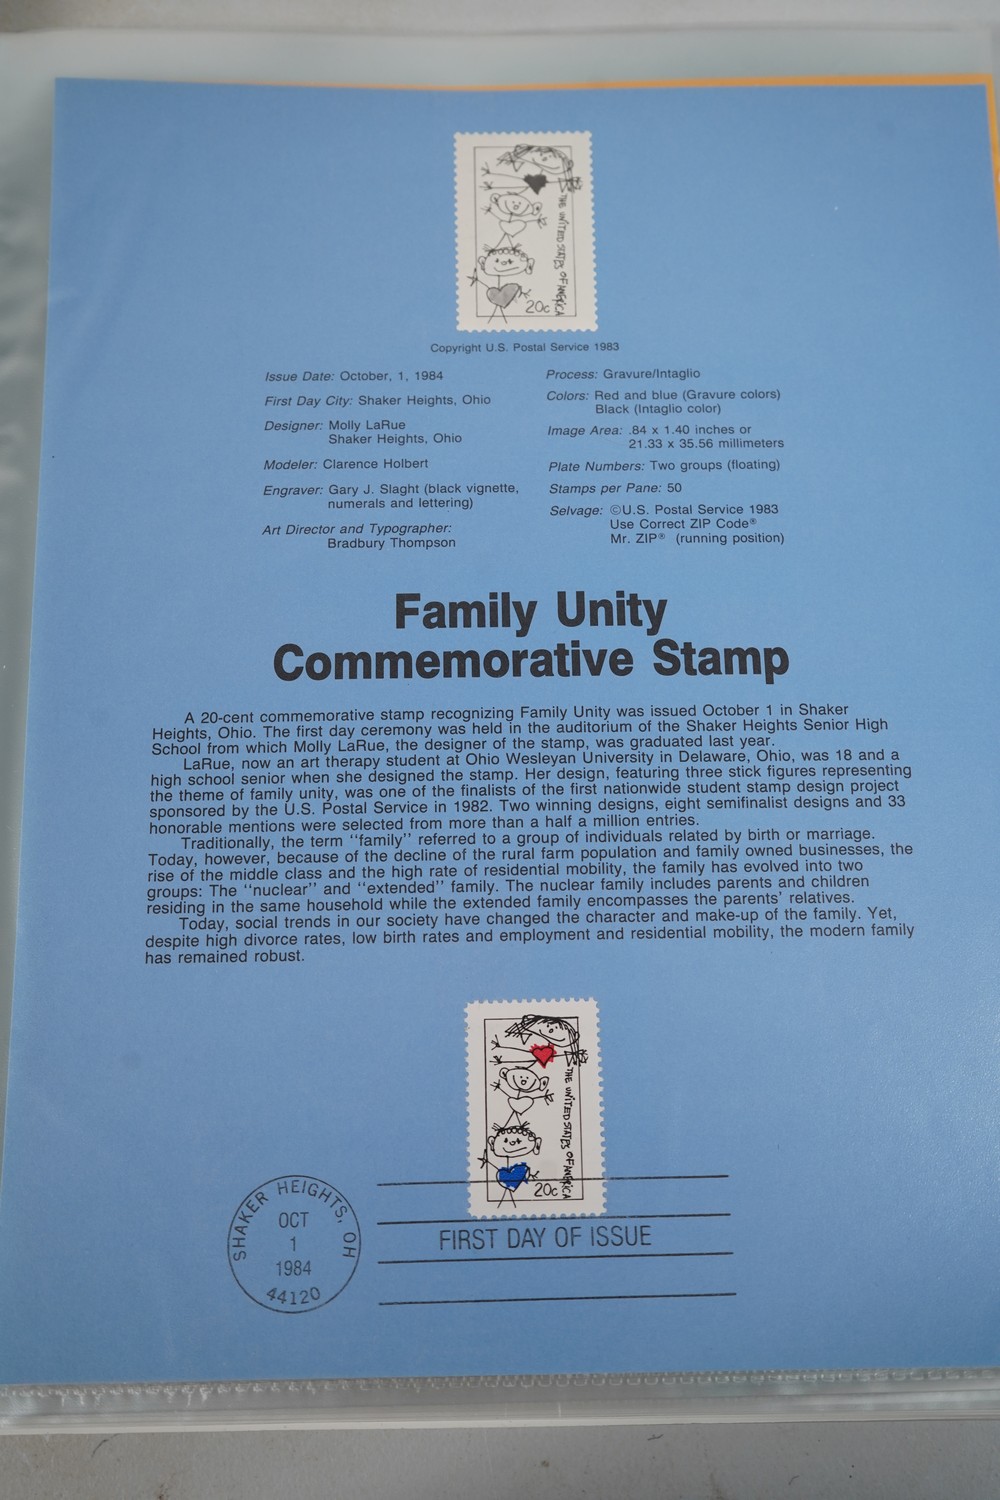 THE UNITED STATES OF AMERICA
20c
Copyright U.S. Postal Service 1983
Issue Date: October, 1, 1984
First Day City: Shaker Heights, Ohio
Designer: Molly LaRue
Shaker Heights, Ohio
Modeler: Clarence Holbert
Engraver: Gary J. Slaght (black vignette,
numerals and lettering)
Art Director and Typographer:
Bradbury Thompson
Process: Gravure/Intaglio
Colors: Red and blue (Gravure colors)
Black (Intaglio color)
Image Area: .84 x 1.40 inches or
21.33 x 35.56 millimeters
Plate Numbers: Two groups (floating)
Stamps per Pane: 50
Selvage: ©U.S. Postal Service 1983
Use Correct ZIP Code®
Mr. ZIP® (running position)
Family Unity
Commemorative Stamp
A 20-cent commemorative stamp recognizing Family Unity was issued October 1 in Shaker
Heights, Ohio. The first day ceremony was held in the auditorium of the Shaker Heights Senior High
School from which Molly LaRue, the designer of the stamp, was graduated last year.
LaRue, now an art therapy student at Ohio Wesleyan University in Delaware, Ohio, was 18 and a
high school senior when she designed the stamp. Her design, featuring three stick figures representing
the theme of family unity, was one of the finalists of the first nationwide student stamp design project
sponsored by the U.S. Postal Service in 1982. Two winning designs, eight semifinalist designs and 33
honorable mentions were selected from more than a half a million entries.
Traditionally, the term ‘‘family’’ referred to a group of individuals related by birth or marriage.
Today, however, because of the decline of the rural farm population and family owned businesses, the
rise of the middle class and the high rate of residential mobility, the family has evolved into two
groups: The ‘‘nuclear’’ and ‘‘extended’’ family. The nuclear family includes parents and children
residing in the same household while the extended family encompasses the parents’ relatives.
Today, social trends in our society have changed the character and make-up of the family. Yet,
despite high divorce rates, low birth rates and employment and residential mobility, the modern family
has remained robust.
THE UNITED STATES OF AMERICA
20c
SHAKER HEIGHTS, OH
OCT
1
1984
44120
FIRST DAY OF ISSUE